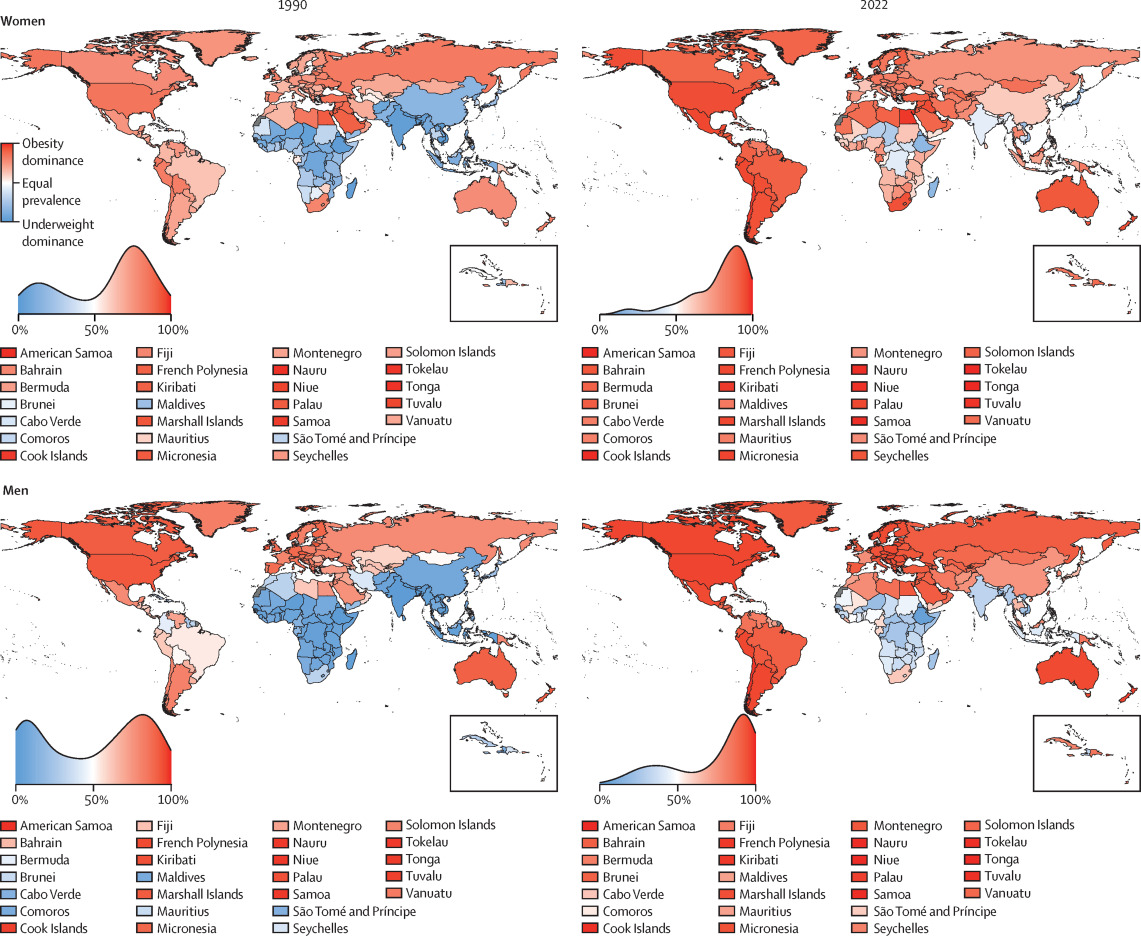 1990
2022
Women
Obesity
dominance
Equal
prevalence
Underweight
dominance
0%
50%
100%
0%
50%
100%
American Samoa
Fiji
Montenegro
Solomon Islands
Bahrain
French Polynesia
Nauru
Tokelau
Bermuda
Kiribati
Niue
Tonga
Brunei
Maldives
Palau
Tuvalu
Cabo Verde
Marshall Islands
Samoa
Vanuatu
Comoros
Mauritius
São Tomé and Príncipe
Cook Islands
Micronesia
Seychelles
American Samoa
Fiji
Montenegro
Solomon Islands
Bahrain
French Polynesia
Nauru
Tokelau
Bermuda
Kiribati
Niue
Tonga
Brunei
Maldives
Palau
Tuvalu
Cabo Verde
Marshall Islands
Samoa
Vanuatu
Comoros
Mauritius
São Tomé and Príncipe
Cook Islands
Micronesia
Seychelles
Men
0%
50%
100%
0%
50%
100%
American Samoa
Fiji
Montenegro
Solomon Islands
Bahrain
French Polynesia
Nauru
Tokelau
Bermuda
Kiribati
Niue
Tonga
Brunei
Maldives
Palau
Tuvalu
Cabo Verde
Marshall Islands
Samoa
Vanuatu
Comoros
Mauritius
São Tomé and Príncipe
Cook Islands
Micronesia
Seychelles
American Samoa
Fiji
Montenegro
Solomon Islands
Bahrain
French Polynesia
Nauru
Tokelau
Bermuda
Kiribati
Niue
Tonga
Brunei
Maldives
Palau
Tuvalu
Cabo Verde
Marshall Islands
Samoa
Vanuatu
Comoros
Mauritius
São Tomé and Príncipe
Cook Islands
Micronesia
Seychelles